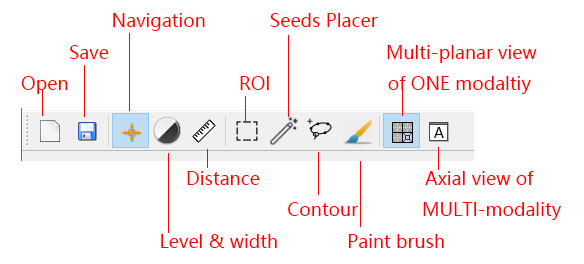 Navigation
Seeds Placer
Save
Multi-planar view
of ONE modaltiy
Open
ROI
A
Distance
Axial view of
MULTI-modality
Contour
Level & width
Paint brush